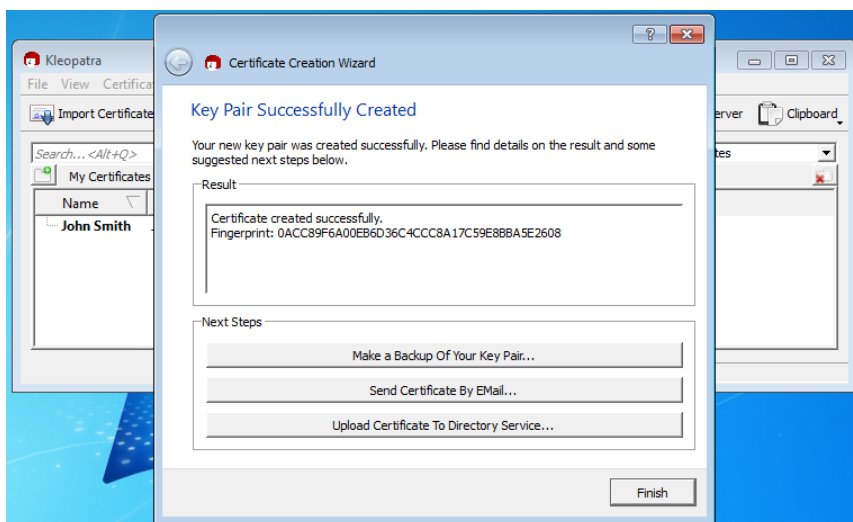 Kleopatra
File View Certifica
Import Certificate
Search...<Alt+Q>
My Certificates
Name
John Smith
Certificate Creation Wizard
Key Pair Successfully Created
Your new key pair was created successfully. Please find details on the result and some
suggested next steps below.
Result
Certificate created successfully.
Fingerprint: 0ACC89F6A00EB6D36C4CCC8A17C59E8BBA5E2608
Next Steps
Make a Backup Of Your Key Pair...
Send Certificate By EMail...
Upload Certificate To Directory Service...
Finish
erver Clipboard
tes